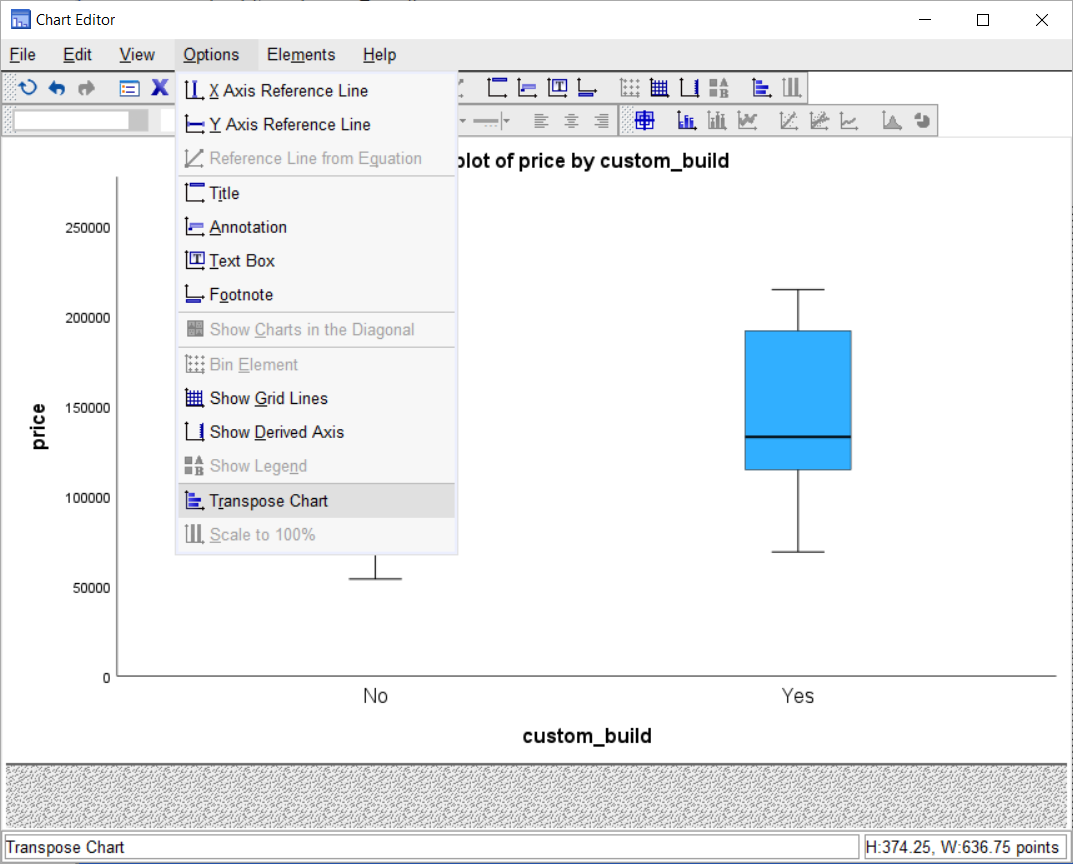 Chart Editor
File Edit View Options Elements Help
X Axis Reference Line
Y Axis Reference Line
Reference Line from Equation
Title
Annotation
Text Box
Footnote
Show Charts in the Diagonal
Bin Element
Show Grid Lines
Show Derived Axis
Show Legend
Transpose Chart
Scale to 100%
plot of price by custom_build
250000
200000
150000
100000
50000
0
price
No Yes
custom_build
Transpose Chart
H:374.25, W:636.75 points